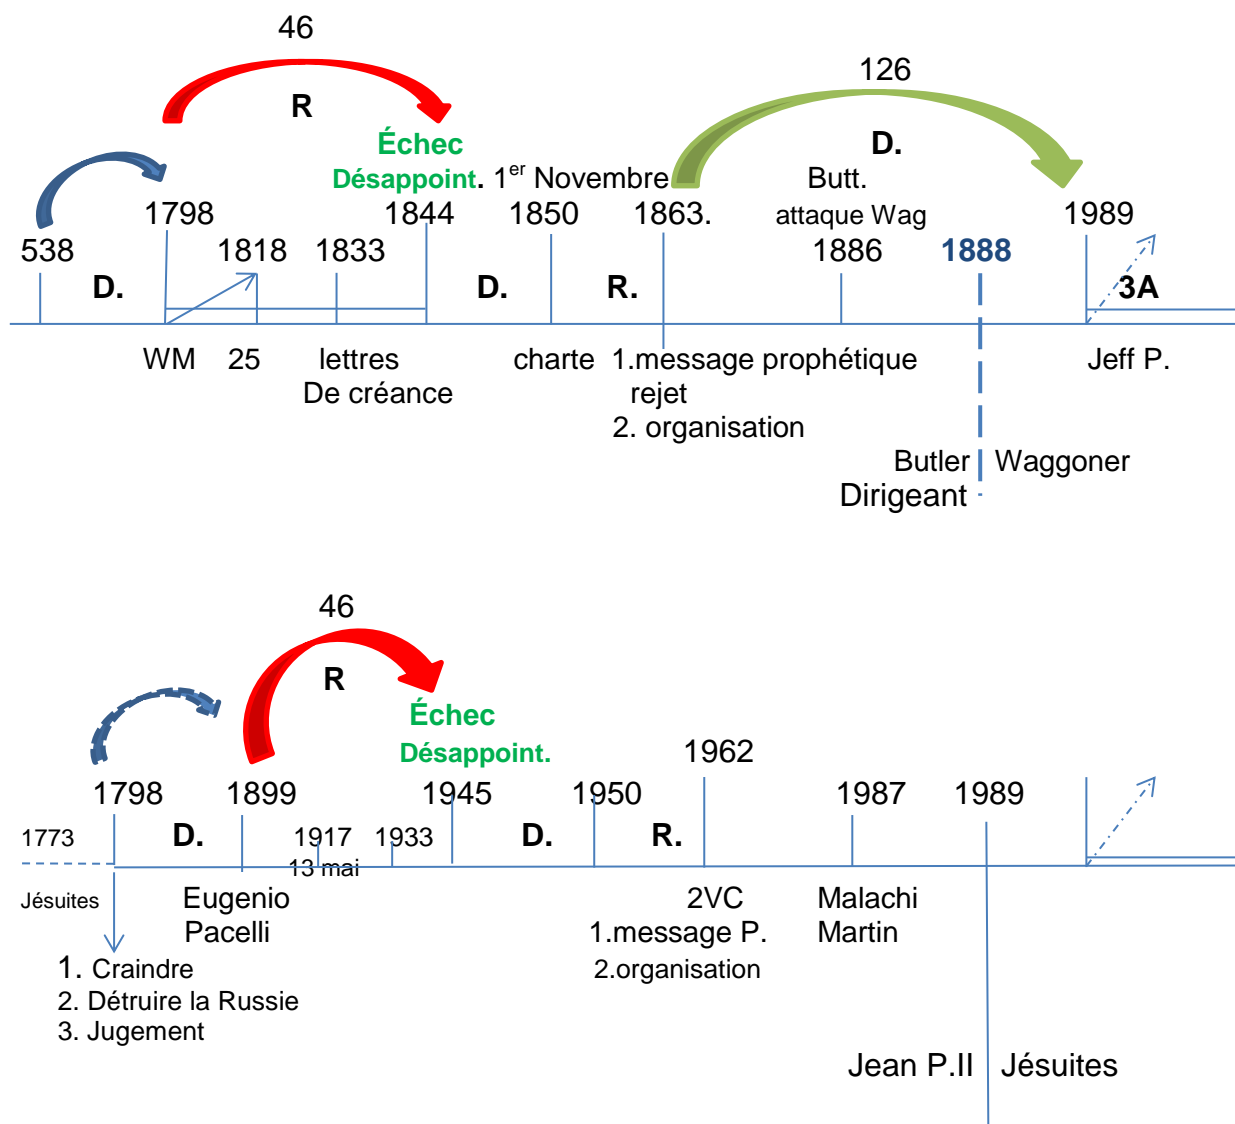 46
126
R
D.
Échec
Désappoint. 1er Novembre
Butt.
1798
1844
1850
1863.
attaque Wag
1989
538
1818
1833
1886
1888
D.
D.
R.
3A
WM
25
lettres
De créance
charte
1.message prophétique
rejet
2. organisation
Jeff P.
Butler
Waggoner
Dirigeant
46
R
Échec
Désappoint.
1962
1798
1899
1945
1950
1987
1989
1773
D.
1917
13 mai
1933
D.
R.
Jésuites
Eugenio
Pacelli
2VC
1.message P.
2.organisation
Malachi
Martin
1. Craindre
2. Détruire la Russie
3. Jugement
Jean P.II
Jésuites